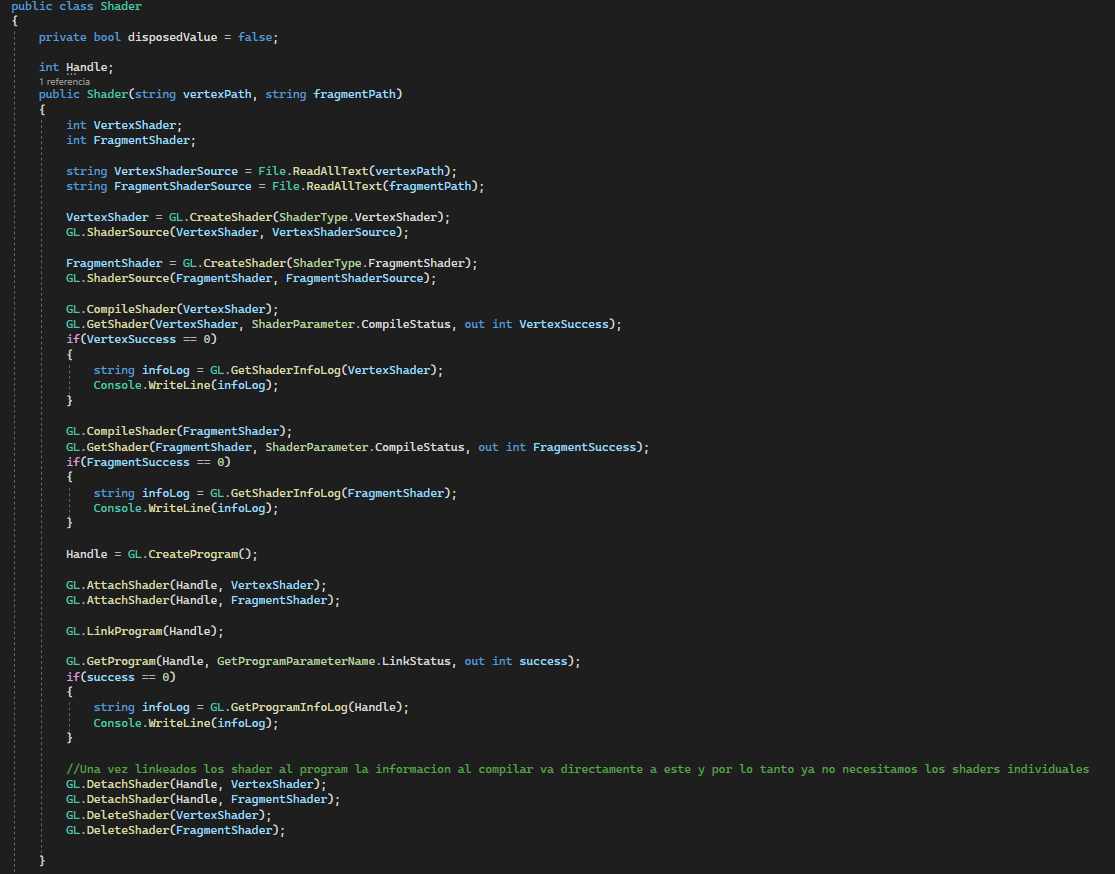 public class Shader
{
private bool disposedValue = false;
int Handle;
1 referencia
public Shader(string vertexPath, string fragmentPath)
{
int VertexShader;
int FragmentShader;
string VertexShaderSource = File.ReadAllText(vertexPath);
string FragmentShaderSource = File.ReadAllText(fragmentPath);
VertexShader = GL.CreateShader(ShaderType.VertexShader);
GL.ShaderSource(VertexShader, VertexShaderSource);
FragmentShader = GL.CreateShader(ShaderType.FragmentShader);
GL.ShaderSource(FragmentShader, FragmentShaderSource);
GL.CompileShader(VertexShader);
GL.GetShader(VertexShader, ShaderParameter.CompileStatus, out int VertexSuccess);
if(VertexSuccess == 0)
{
string infoLog = GL.GetShaderInfoLog(VertexShader);
Console.WriteLine(infoLog);
}
GL.CompileShader(FragmentShader);
GL.GetShader(FragmentShader, ShaderParameter.CompileStatus, out int FragmentSuccess);
if(FragmentSuccess == 0)
{
string infoLog = GL.GetShaderInfoLog(FragmentShader);
Console.WriteLine(infoLog);
}
Handle = GL.CreateProgram();
GL.AttachShader(Handle, VertexShader);
GL.AttachShader(Handle, FragmentShader);
GL.LinkProgram(Handle);
GL.GetProgram(Handle, GetProgramParameterName.LinkStatus, out int success);
if(success == 0)
{
string infoLog = GL.GetProgramInfoLog(Handle);
Console.WriteLine(infoLog);
}
//Una vez linkeados los shader al program la informacion al compilar va directamente a este y por lo tanto ya no necesitamos los shaders individuales
GL.DetachShader(Handle, VertexShader);
GL.DetachShader(Handle, FragmentShader);
GL.DeleteShader(VertexShader);
GL.DeleteShader(FragmentShader);
}